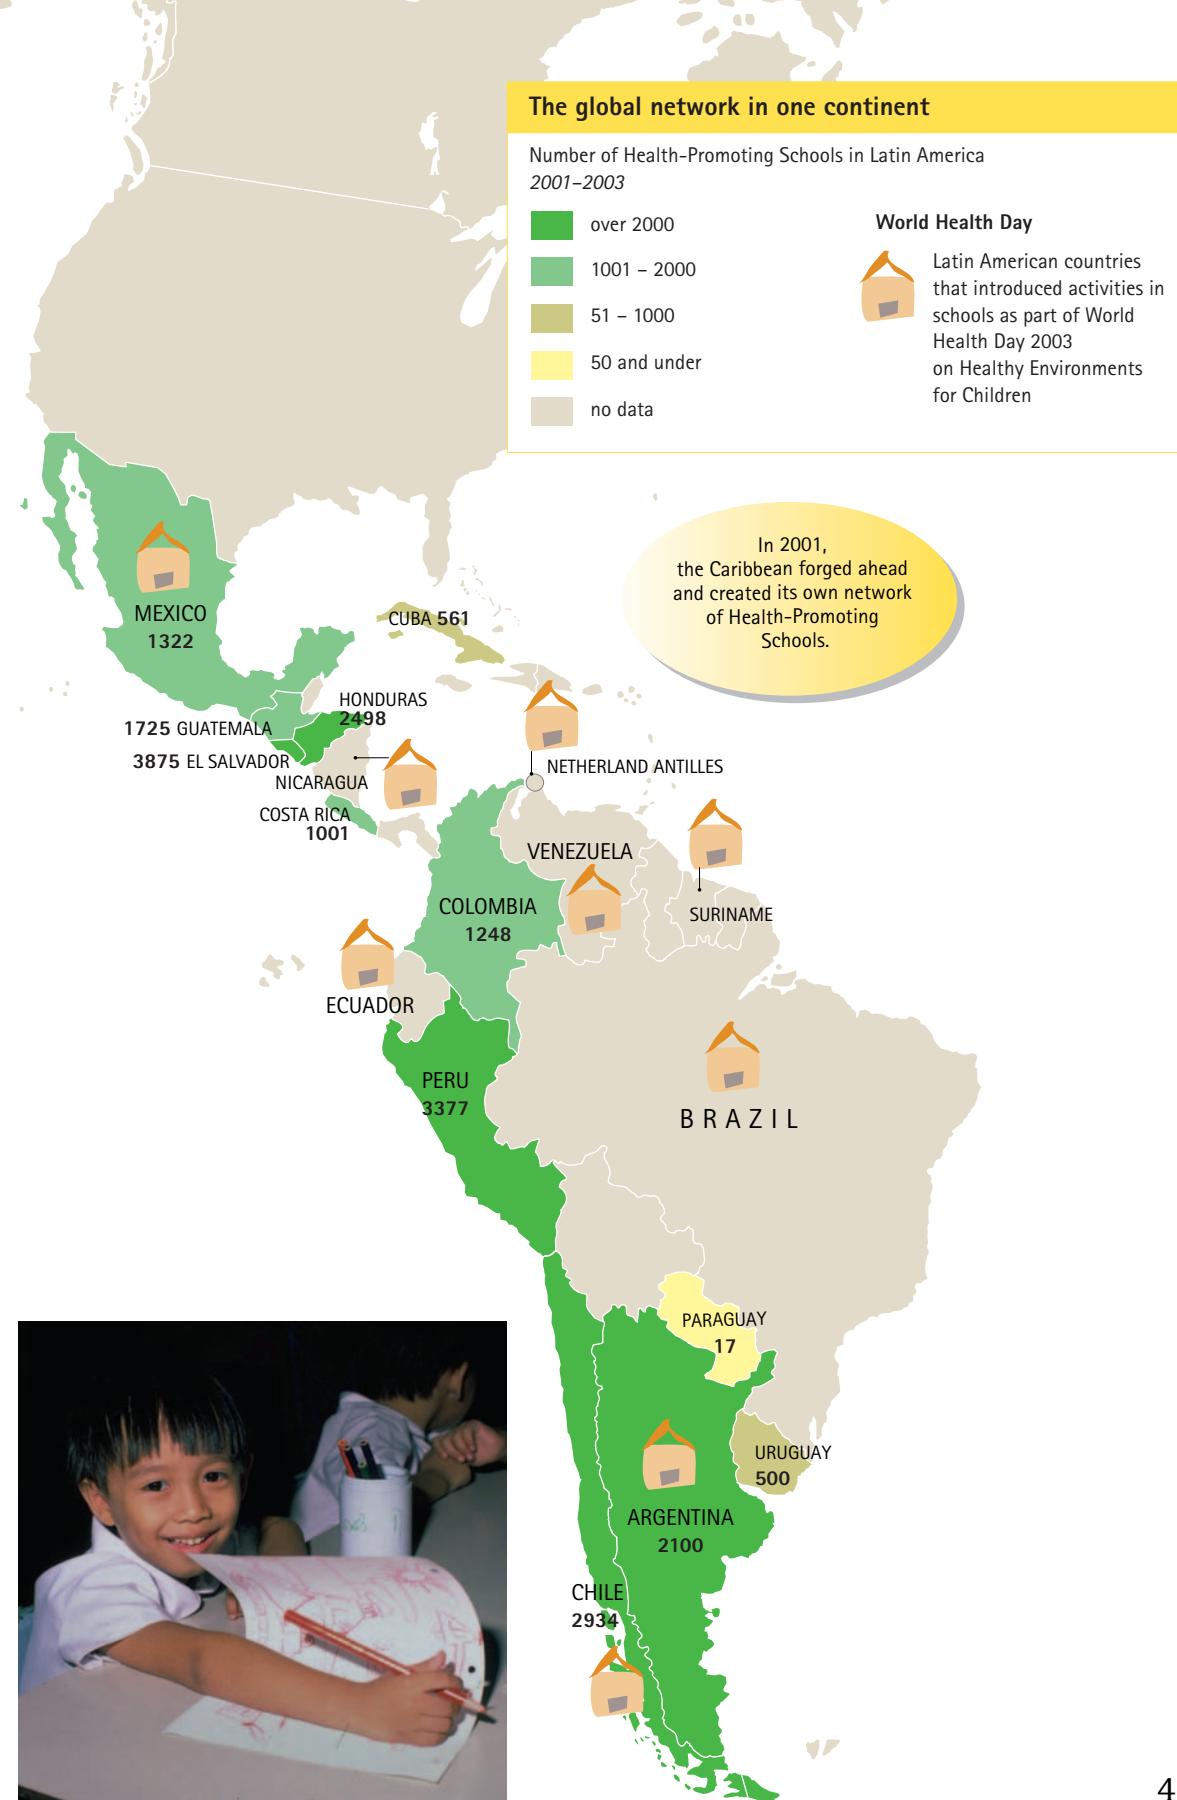 The global network in one continent
Number of Health-Promoting Schools in Latin America
2001–2003
over 2000
1001 – 2000
51 – 1000
50 and under
no data
World Health Day
Latin American countries
that introduced activities in
schools as part of World
Health Day 2003
on Healthy Environments
for Children
In 2001,
the Caribbean forged ahead
and created its own network
of Health-Promoting
Schools.
MEXICO
1322
CUBA 561
HONDURAS
2498
1725 GUATEMALA
3875 EL SALVADOR
NICARAGUA
COSTA RICA
1001
NETHERLAND ANTILLES
VENEZUELA
SURINAME
COLOMBIA
1248
ECUADOR
PERU
3377
BRAZIL
PARAGUAY
17
URUGUAY
500
ARGENTINA
2100
CHILE
2934
4